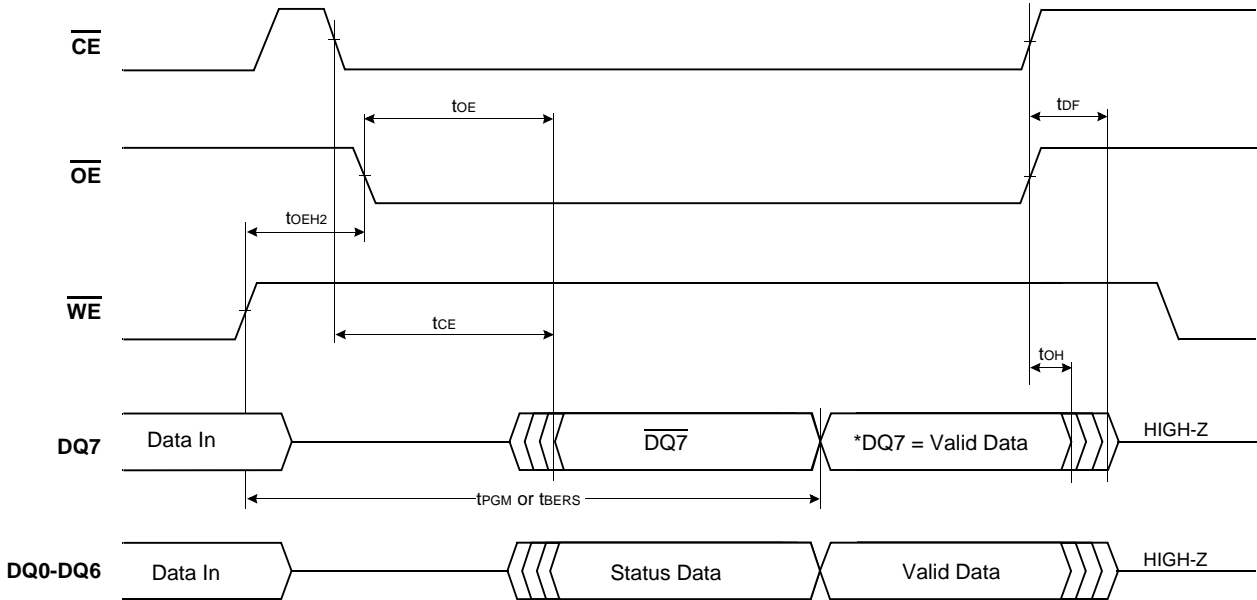 CE
tOE
tDF
OE
tOEH2
WE
tCE
tOH
DQ7
Data In
DQ7
*DQ7 = Valid Data
HIGH-Z
tPGM or tBERS
DQ0-DQ6
Data In
Status Data
Valid Data
HIGH-Z